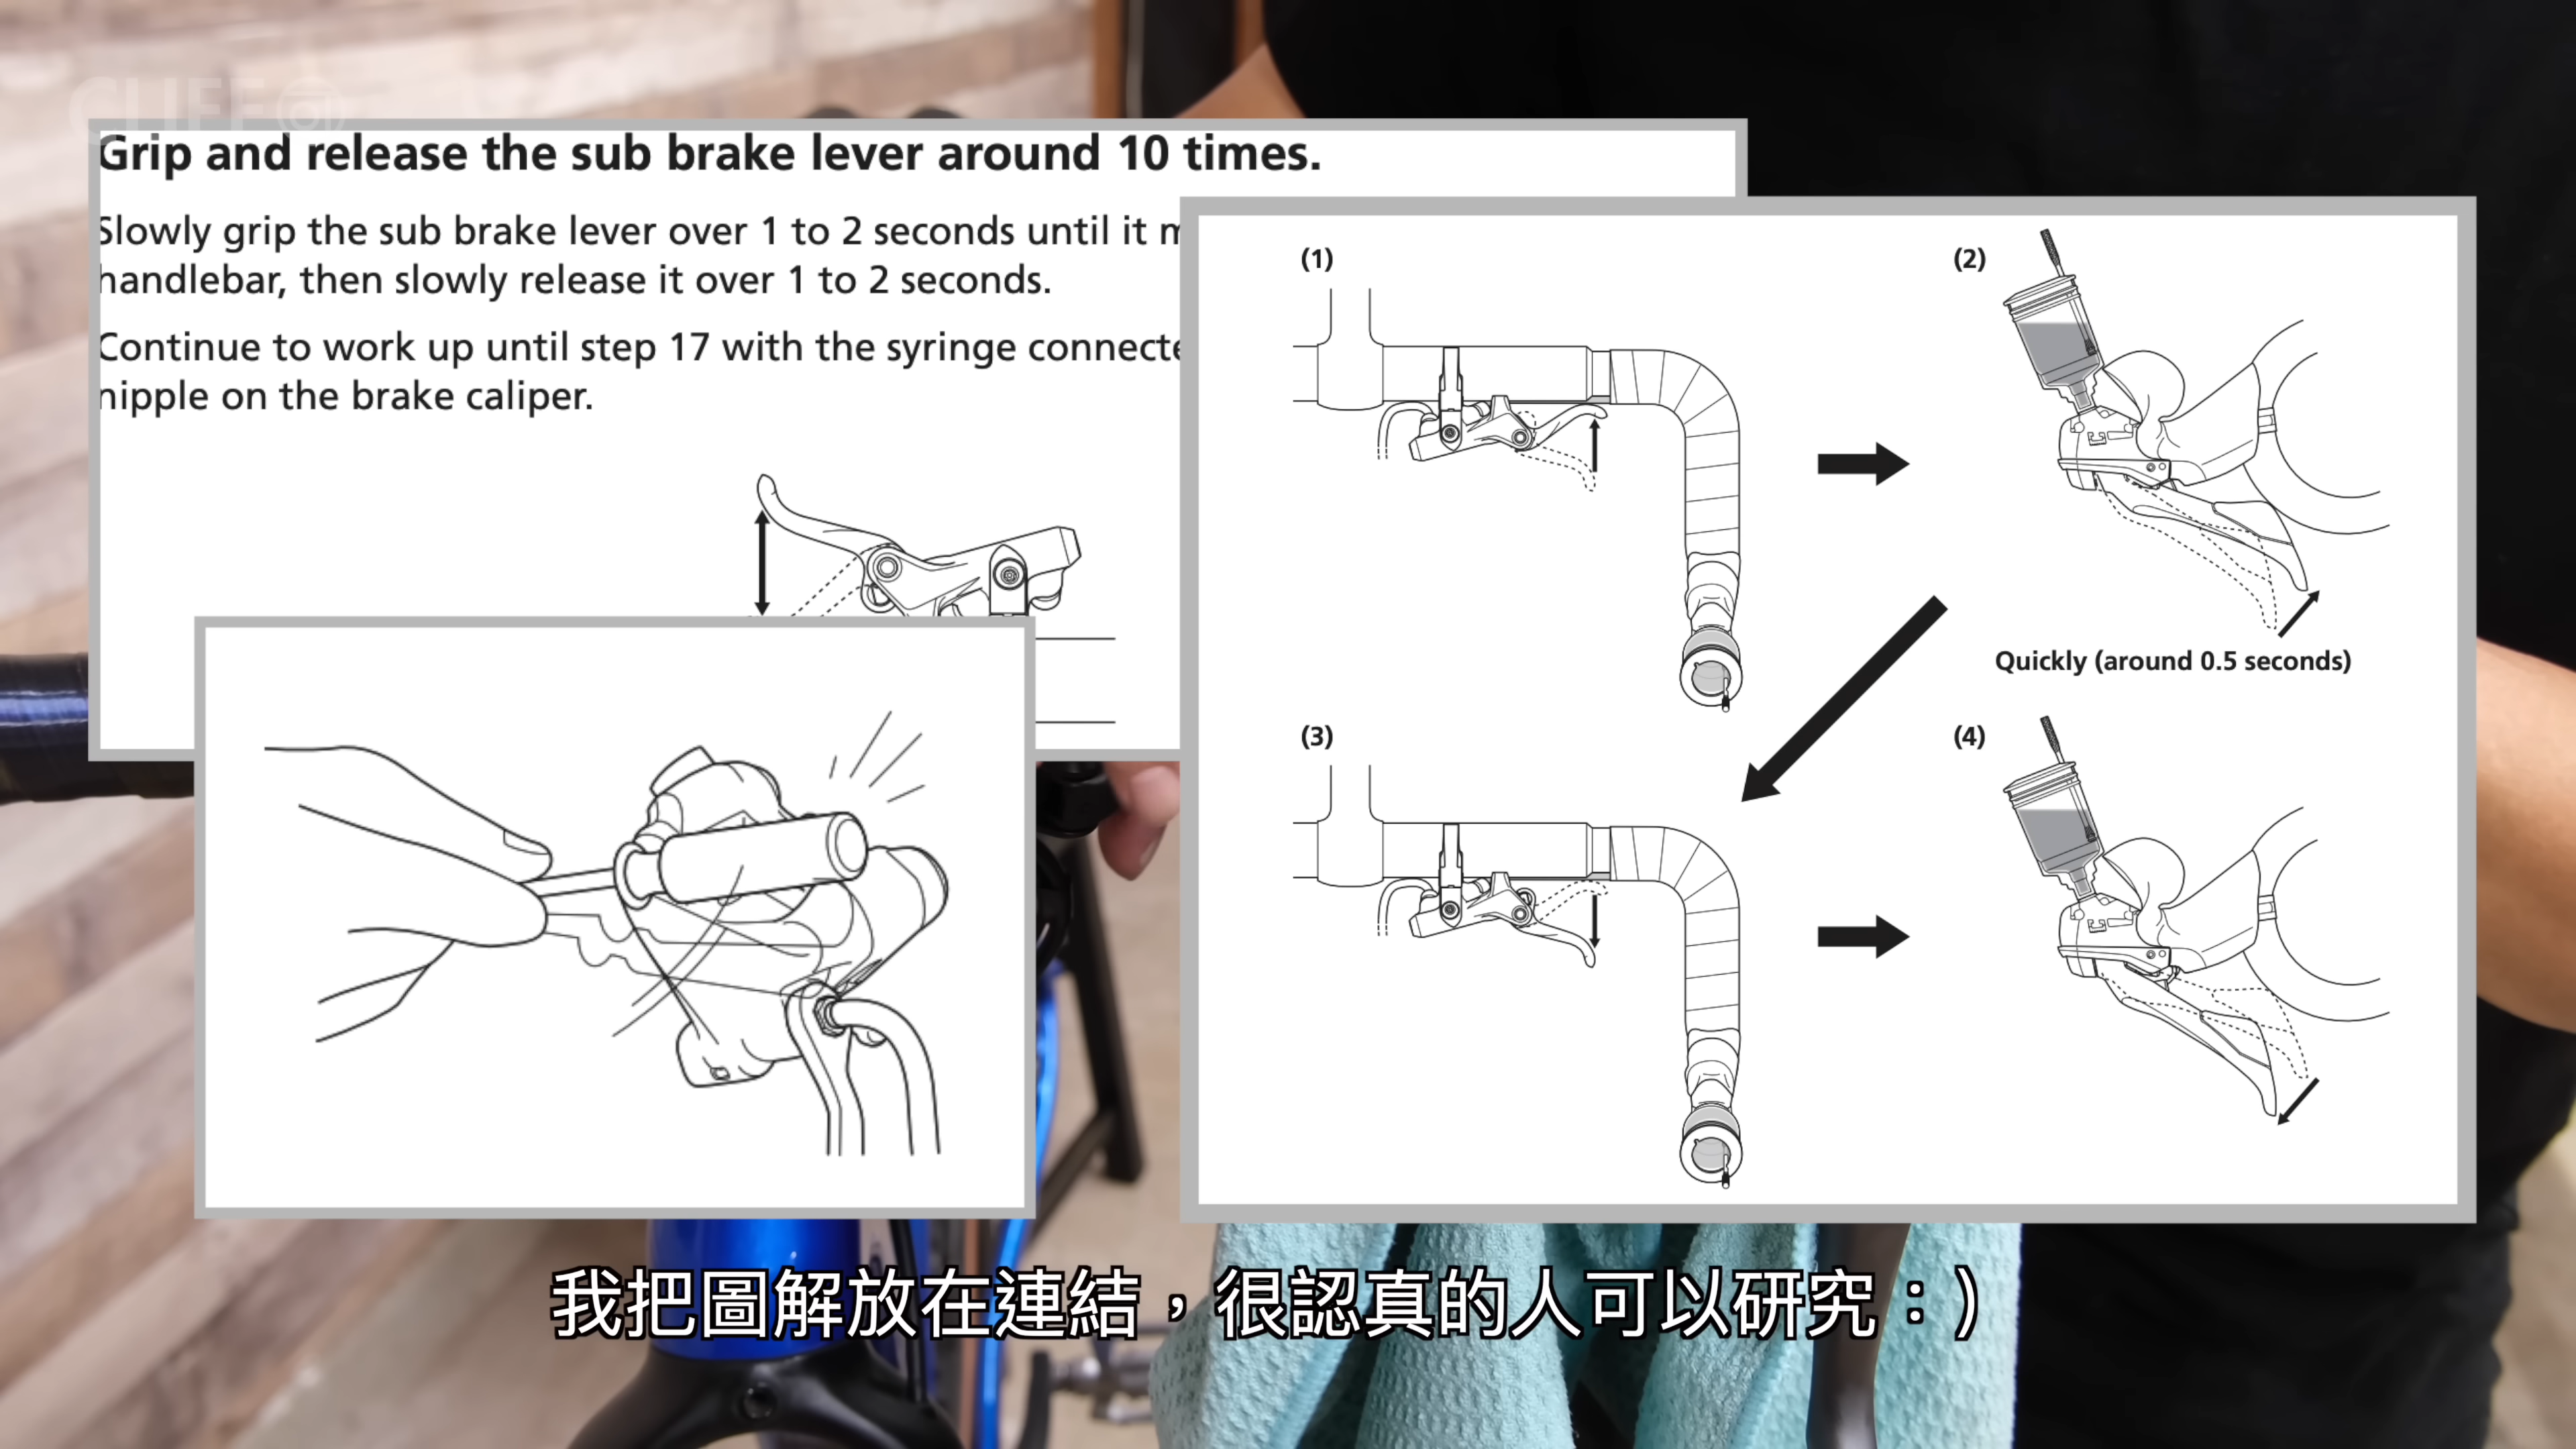 CLIFF
Grip and release the sub brake lever around 10 times.
Slowly grip the sub brake lever over 1 to 2 seconds until it
handlebar, then slowly release it over 1 to 2 seconds.
Continue to work up until step 17 with the syringe
nipple on the brake caliper.
(1)
(2)
Quickly (around 0.5 seconds)
(3)
(4)
我把圖解放在連結，很認真的人可以研究：）